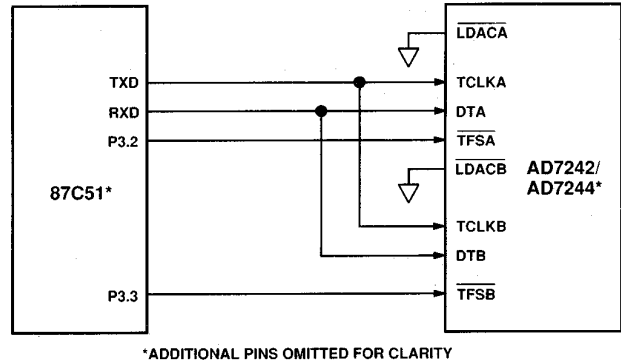 LDACA
TXD
TCLKA
RXD
DTA
P3.2
TFSA
LDACB
AD7242/
AD7244*
87C51*
TCLKB
DTB
P3.3
TFSB
*ADDITIONAL PINS OMITTED FOR CLARITY